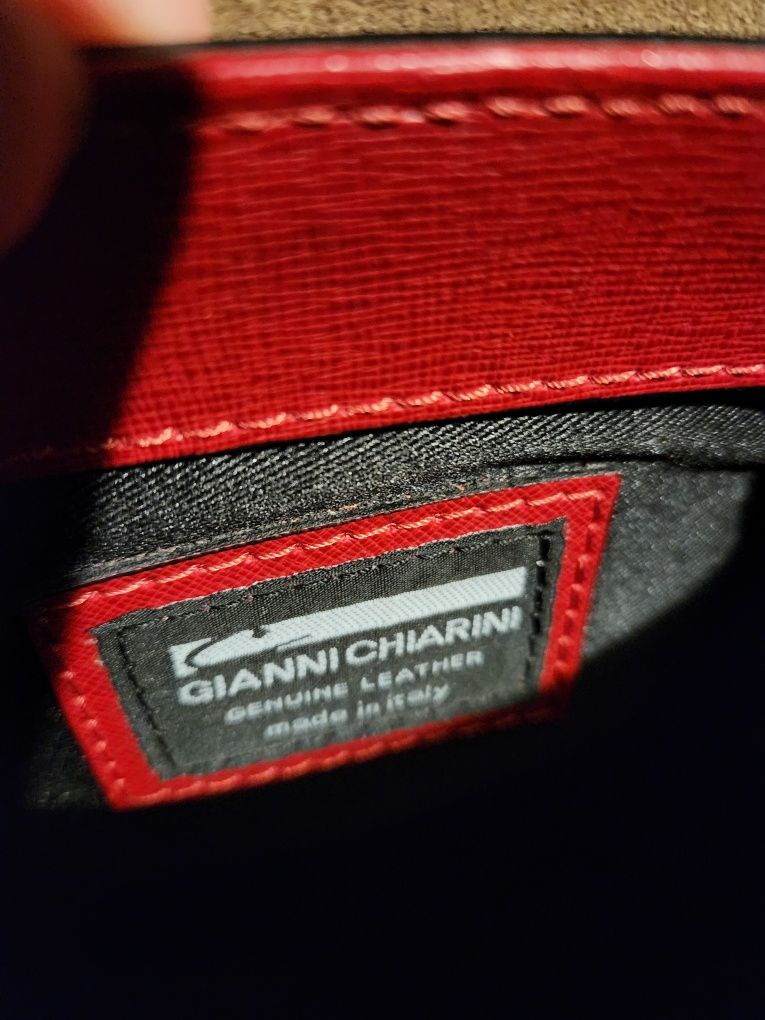 GIANNI CHIARINI
GENUINE LEATHER
made in italy